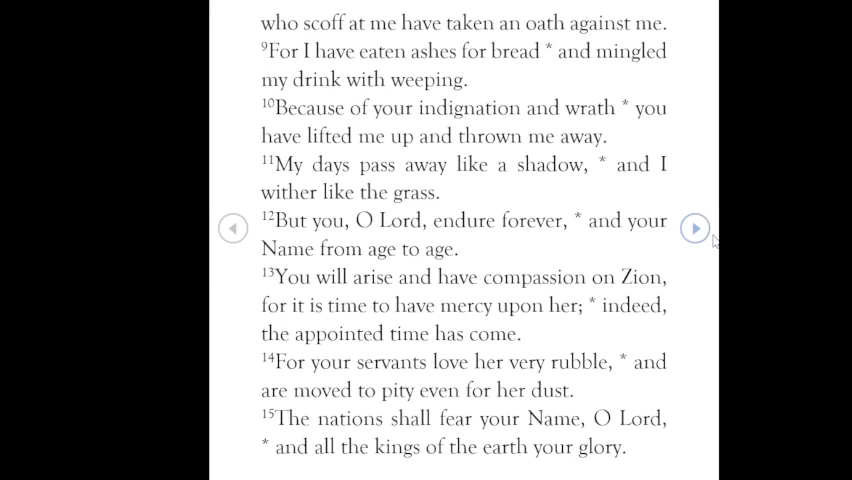 who scoff at me have taken an oath against me.
⁹For I have eaten ashes for bread * and mingled
my drink with weeping.
¹⁰Because of your indignation and wrath * you
have lifted me up and thrown me away.
¹¹My days pass away like a shadow, * and I
wither like the grass.
¹²But you, O Lord, endure forever, * and your
Name from age to age.
¹³You will arise and have compassion on Zion,
for it is time to have mercy upon her; * indeed,
the appointed time has come.
¹⁴For your servants love her very rubble, * and
are moved to pity even for her dust.
¹⁵The nations shall fear your Name, O Lord,
* and all the kings of the earth your glory.